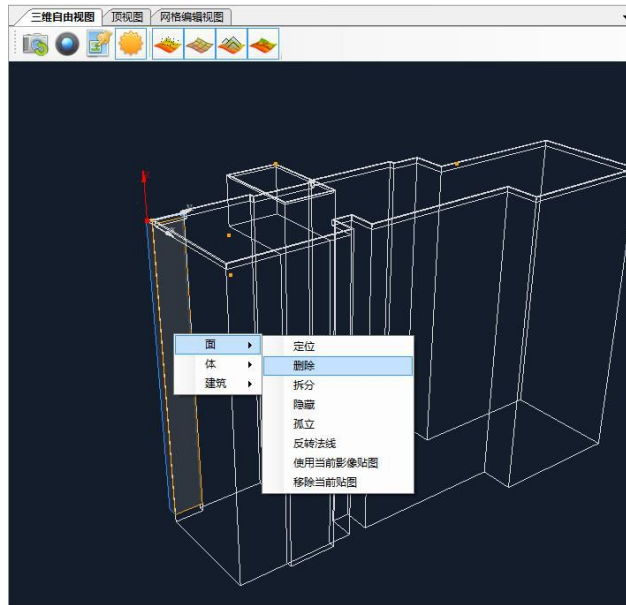 三维自由视图 顶视图 网格编辑视图
面
体
建筑
定位
删除
拆分
隐藏
孤立
反转法线
使用当前影像贴图
移除当前贴图